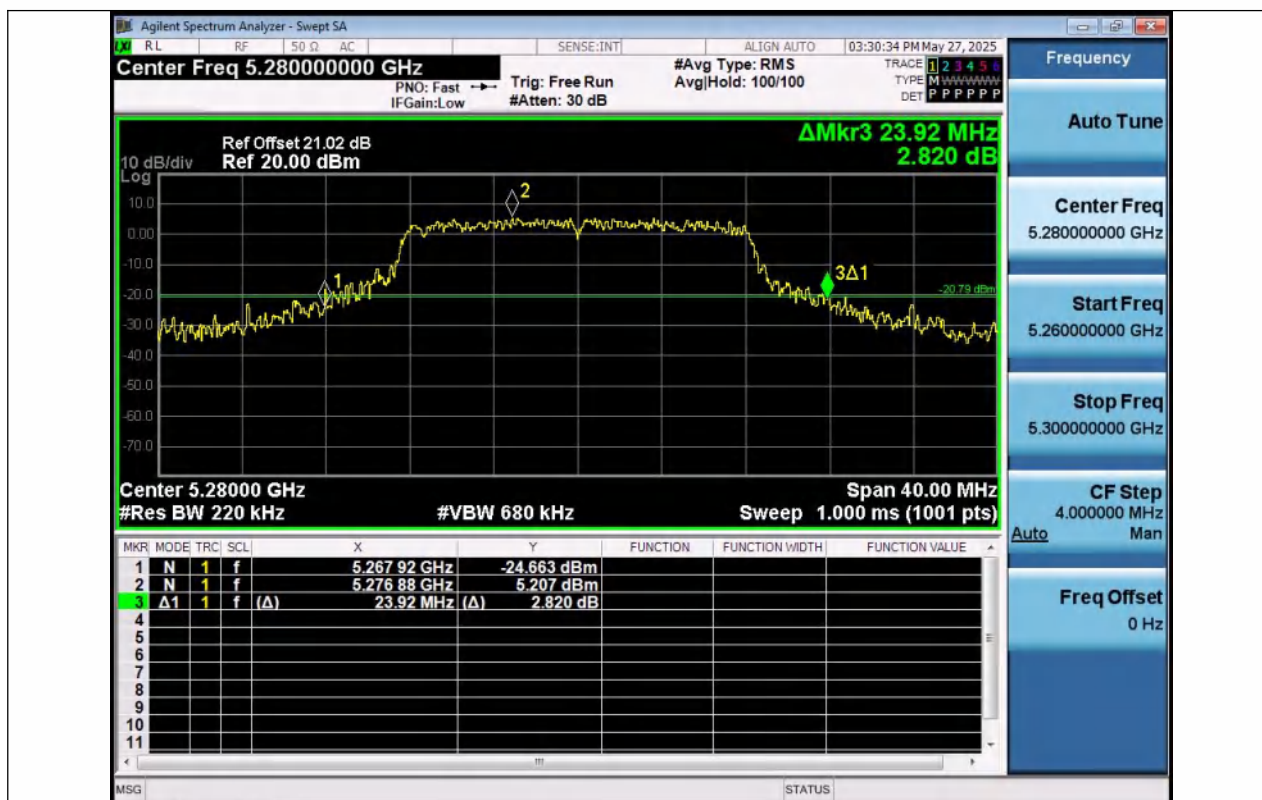 Agilent Spectrum Analyzer - Swept SA
LXI RL RF 50 Ω AC SENSE:INT ALIGN AUTO 03:30:34 PM May 27, 2025
Center Freq 5.280000000 GHz
#Avg Type: RMS
TRACE 1 2 3 4 5 6
PNO: Fast Trig: Free Run Avg|Hold: 100/100
TYPE M WWWWW
IFGain:Low #Atten: 30 dB
DET P P P P P P
ΔMkr3 23.92 MHz
2.820 dB
Ref Offset 21.02 dB
10 dB/div Ref 20.00 dBm
Log
10.0
0.00
-10.0
-20.0
-30.0
-40.0
-50.0
-60.0
-70.0
1
2
3Δ1
-20.79 dBm
Center 5.28000 GHz Span 40.00 MHz
#Res BW 220 kHz #VBW 680 kHz Sweep 1.000 ms (1001 pts)
MKR MODE TRC SCL X Y FUNCTION FUNCTION WIDTH FUNCTION VALUE
1 N 1 f 5.267 92 GHz -24.663 dBm
2 N 1 f 5.276 88 GHz 5.207 dBm
3 Δ1 1 f (Δ) 23.92 MHz (Δ) 2.820 dB
4
5
6
7
8
9
10
11
MSG STATUS
Frequency
Auto Tune
Center Freq
5.280000000 GHz
Start Freq
5.260000000 GHz
Stop Freq
5.300000000 GHz
CF Step
4.000000 MHz
Auto Man
Freq Offset
0 Hz